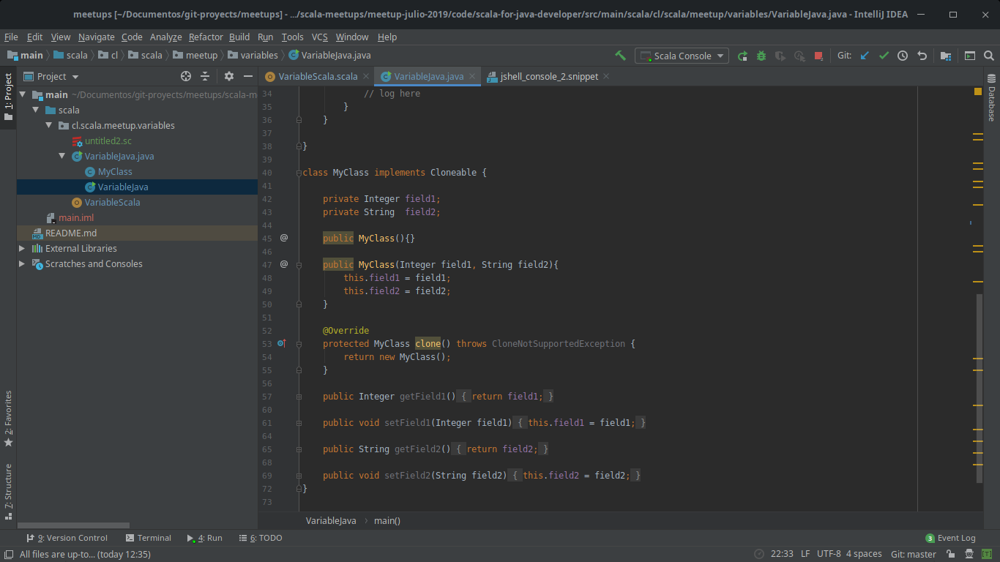 meetups [~/Documentos/git-proyects/meetups] - .../scala-meetups/meetup-julio-2019/code/scala-for-java-developer/src/main/scala/cl/scala/meetup/variables/VariableJava.java - IntelliJ IDEA
File Edit View Navigate Code Analyze Refactor Build Run Tools VCS Window Help
main scala cl scala meetup variables VariableJava.java Scala Console Git:
1: Project
2: Favorites
7: Structure
Project
main ~/Documentos/git-proyects/meetups/scala-m
scala
cl.scala.meetup.variables
untitled2.sc
VariableJava.java
MyClass
VariableJava
VariableScala
main.iml
README.md
External Libraries
Scratches and Consoles
VariableScala.scala VariableJava.java jshell_console_2.snippet
34 // log here
35 }
36 }
37
38 }
39
40 class MyClass implements Cloneable {
41
42 private Integer field1;
43 private String field2;
44
45 @ public MyClass(){}
46
47 @ public MyClass(Integer field1, String field2){
48 this.field1 = field1;
49 this.field2 = field2;
50 }
51
52 @Override
53 protected MyClass clone() throws CloneNotSupportedException {
54 return new MyClass();
55 }
56
57 public Integer getField1() { return field1; }
60
61 public void setField1(Integer field1) { this.field1 = field1; }
64
65 public String getField2() { return field2; }
68
69 public void setField2(String field2) { this.field2 = field2; }
72 }
73
VariableJava main()
Database
9: Version Control Terminal 4: Run 6: TODO 3 Event Log
All files are up-to... (today 12:35) 22:33 LF UTF-8 4 spaces Git: master [T]